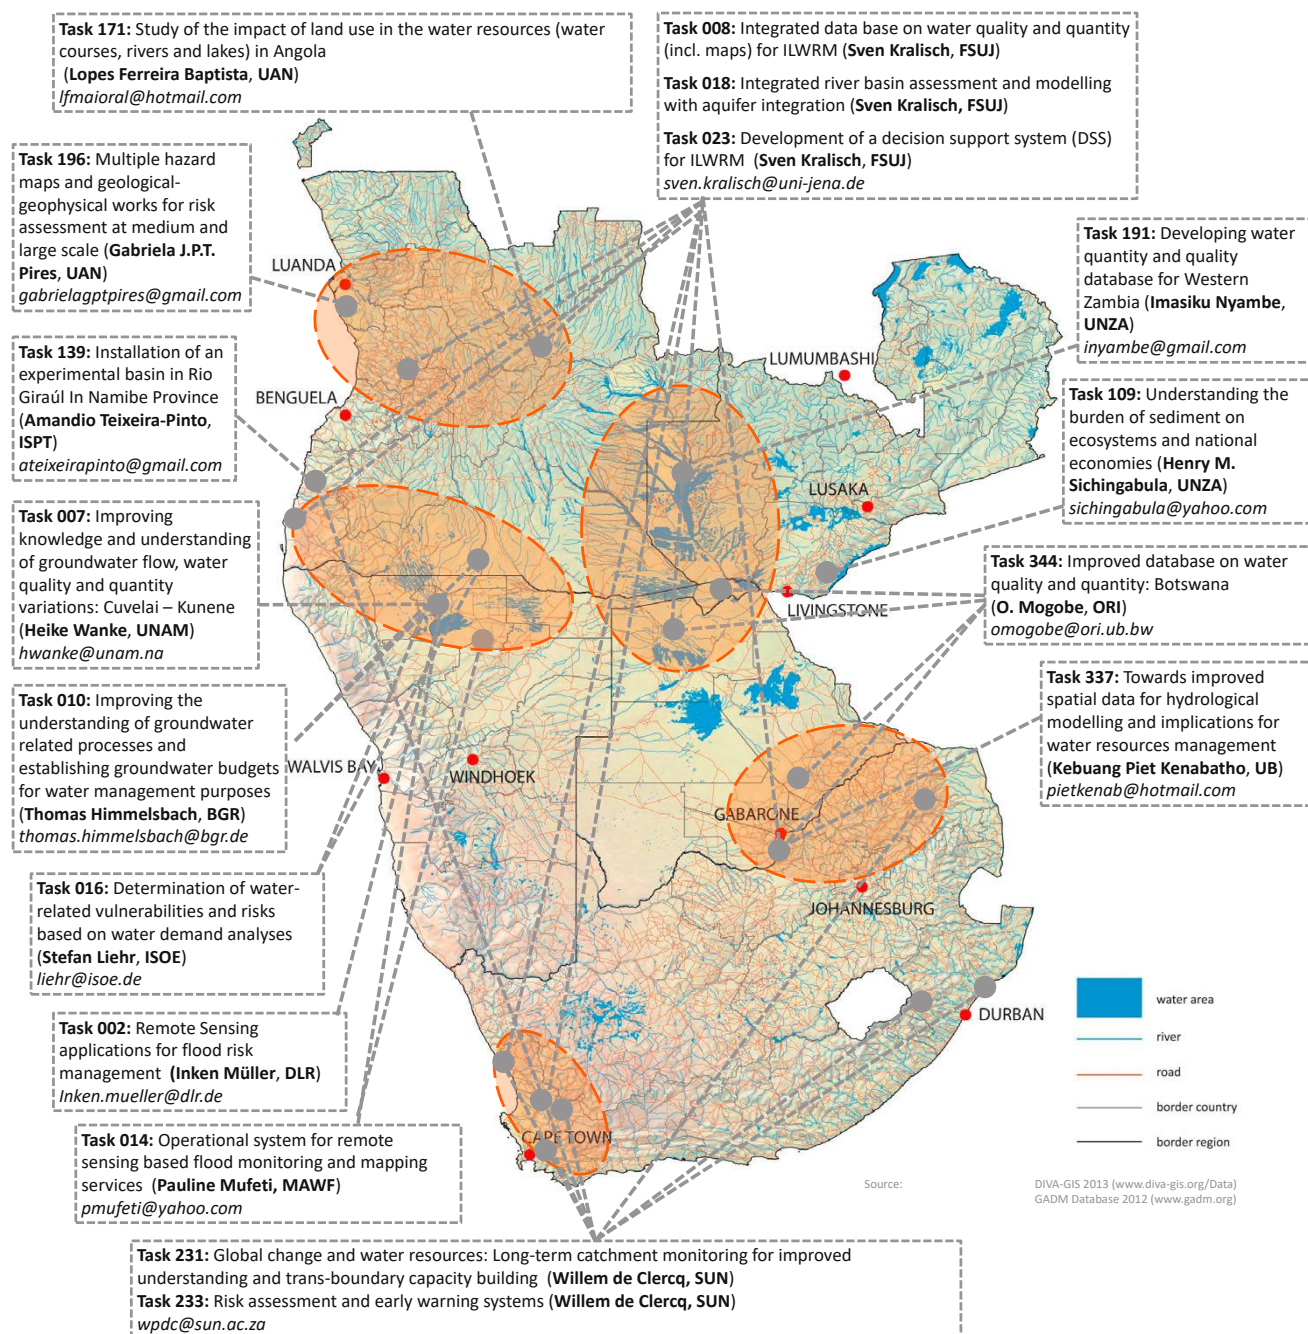 Task 171: Study of the impact of land use in the water resources (water
courses, rivers and lakes) in Angola
(Lopes Ferreira Baptista, UAN)
lfmaioral@hotmail.com
Task 008: Integrated data base on water quality and quantity
(incl. maps) for ILWRM (Sven Kralisch, FSUJ)
Task 018: Integrated river basin assessment and modelling
with aquifer integration (Sven Kralisch, FSUJ)
Task 023: Development of a decision support system (DSS)
for ILWRM (Sven Kralisch, FSUJ)
sven.kralisch@uni-jena.de
Task 196: Multiple hazard
maps and geological-
geophysical works for risk
assessment at medium and
large scale (Gabriela J.P.T.
Pires, UAN)
gabrielagptpires@gmail.com
Task 191: Developing water
quantity and quality
database for Western
Zambia (Imasiku Nyambe,
UNZA)
inyambe@gmail.com
LUANDA
Task 139: Installation of an
experimental basin in Rio
Giraúl In Namibe Province
(Amandio Teixeira-Pinto,
ISPT)
ateixeirapinto@gmail.com
BENGUELA
LUMUMBASHI
Task 109: Understanding the
burden of sediment on
ecosystems and national
economies (Henry M.
Sichingabula, UNZA)
sichingabula@yahoo.com
LUSAKA
Task 007: Improving
knowledge and understanding
of groundwater flow, water
quality and quantity
variations: Cuvelai – Kunene
(Heike Wanke, UNAM)
hwanke@unam.na
LIVINGSTONE
Task 344: Improved database on water
quality and quantity: Botswana
(O. Mogobe, ORI)
omogobe@ori.ub.bw
Task 337: Towards improved
spatial data for hydrological
modelling and implications for
water resources management
(Kebuang Piet Kenabatho, UB)
pietkenab@hotmail.com
Task 010: Improving the
understanding of groundwater
related processes and
establishing groundwater budgets
for water management purposes
(Thomas Himmelsbach, BGR)
thomas.himmelsbach@bgr.de
WALVIS BAY
WINDHOEK
GABARONE
JOHANNESBURG
Task 016: Determination of water-
related vulnerabilities and risks
based on water demand analyses
(Stefan Liehr, ISOE)
liehr@isoe.de
DURBAN
water area
river
road
border country
border region
Task 002: Remote Sensing
applications for flood risk
management (Inken Müller, DLR)
Inken.mueller@dlr.de
Task 014: Operational system for remote
sensing based flood monitoring and mapping
services (Pauline Mufeti, MAWF)
pmufeti@yahoo.com
CAPE TOWN
Source: DIVA-GIS 2013 (www.diva-gis.org/Data)
GADM Database 2012 (www.gadm.org)
Task 231: Global change and water resources: Long-term catchment monitoring for improved
understanding and trans-boundary capacity building (Willem de Clercq, SUN)
Task 233: Risk assessment and early warning systems (Willem de Clercq, SUN)
wpdc@sun.ac.za